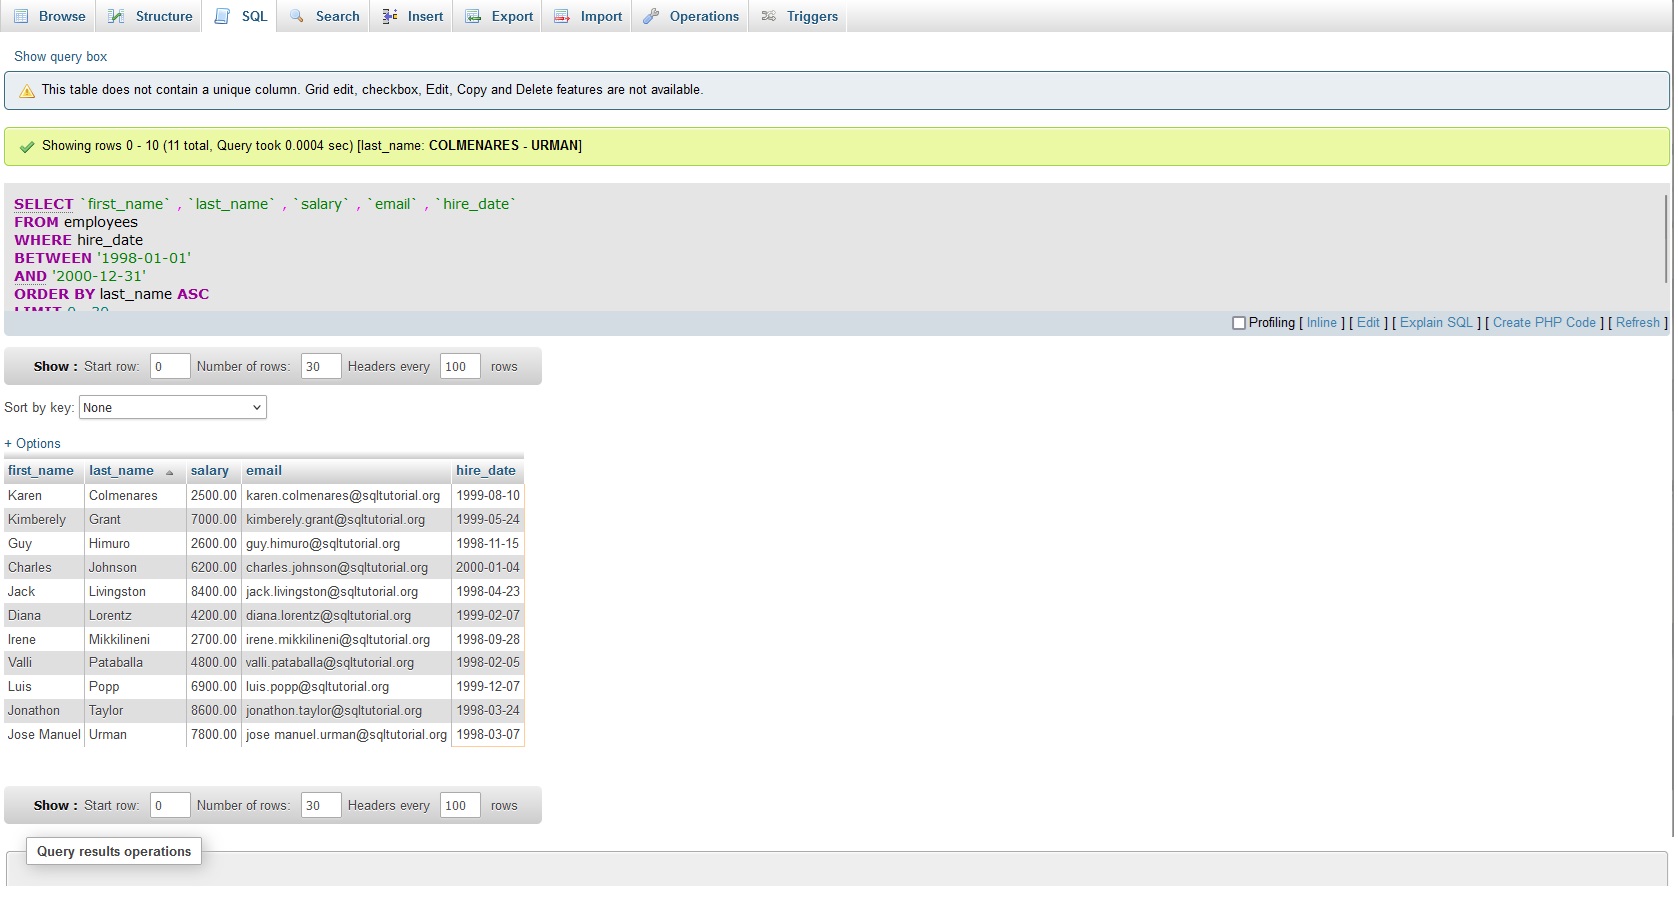 Browse Structure SQL Search Insert Export Import Operations Triggers
Show query box
This table does not contain a unique column. Grid edit, checkbox, Edit, Copy and Delete features are not available.
Showing rows 0 - 10 (11 total, Query took 0.0004 sec) [last_name: COLMENARES - URMAN]
SELECT `first_name` , `last_name` , `salary` , `email` , `hire_date`
FROM employees
WHERE hire_date
BETWEEN '1998-01-01'
AND '2000-12-31'
ORDER BY last_name ASC
LIMIT 0 , 30
Profiling [ Inline ] [ Edit ] [ Explain SQL ] [ Create PHP Code ] [ Refresh ]
Show : Start row: 0 Number of rows: 30 Headers every 100 rows
Sort by key: None
+ Options
first_name last_name salary email hire_date
Karen Colmenares 2500.00 karen.colmenares@sqltutorial.org 1999-08-10
Kimberely Grant 7000.00 kimberely.grant@sqltutorial.org 1999-05-24
Guy Himuro 2600.00 guy.himuro@sqltutorial.org 1998-11-15
Charles Johnson 6200.00 charles.johnson@sqltutorial.org 2000-01-04
Jack Livingston 8400.00 jack.livingston@sqltutorial.org 1998-04-23
Diana Lorentz 4200.00 diana.lorentz@sqltutorial.org 1999-02-07
Irene Mikkilineni 2700.00 irene.mikkilineni@sqltutorial.org 1998-09-28
Valli Pataballa 4800.00 valli.pataballa@sqltutorial.org 1998-02-05
Luis Popp 6900.00 luis.popp@sqltutorial.org 1999-12-07
Jonathon Taylor 8600.00 jonathon.taylor@sqltutorial.org 1998-03-24
Jose Manuel Urman 7800.00 jose manuel.urman@sqltutorial.org 1998-03-07
Show : Start row: 0 Number of rows: 30 Headers every 100 rows
Query results operations